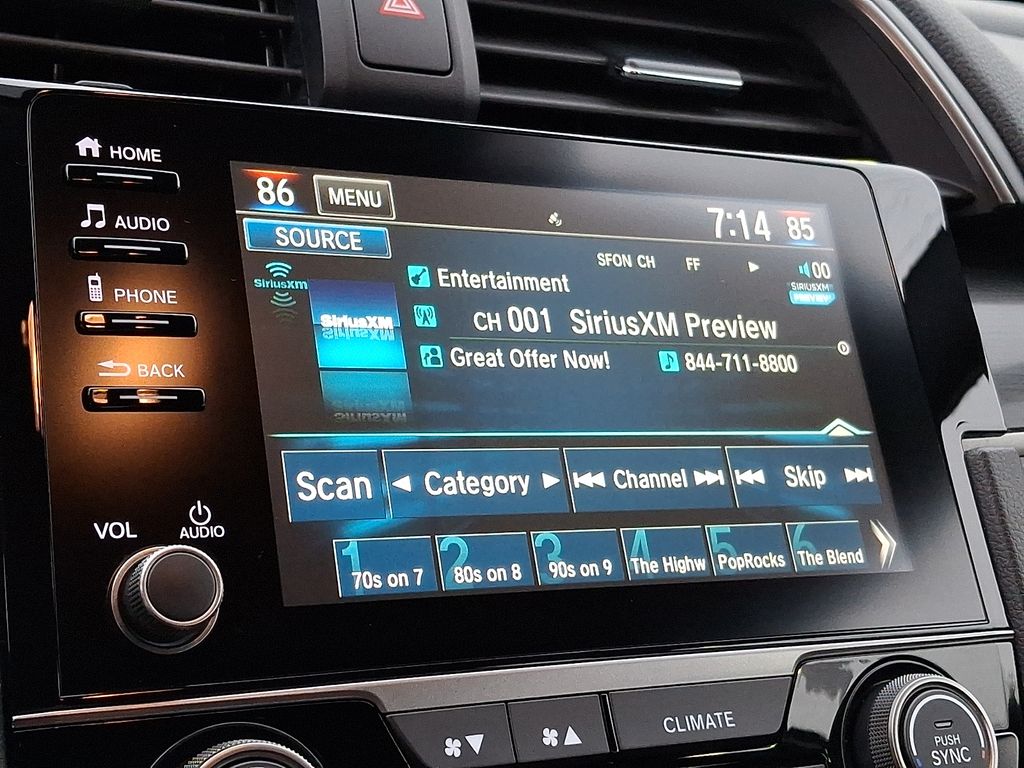 HOME
AUDIO
PHONE
BACK
VOL
AUDIO
86 MENU 7:14 85
SOURCE
SFON CH FF 00
SiriusXM
SiriusXM
Entertainment
SIRIUSXM
PREVIEW
CH 001 SiriusXM Preview
Great Offer Now! 844-711-8800
Scan Category Channel Skip
1 70s on 7
2 80s on 8
3 90s on 9
4 The Highw
5 PopRocks
6 The Blend
CLIMATE
PUSH
SYNC